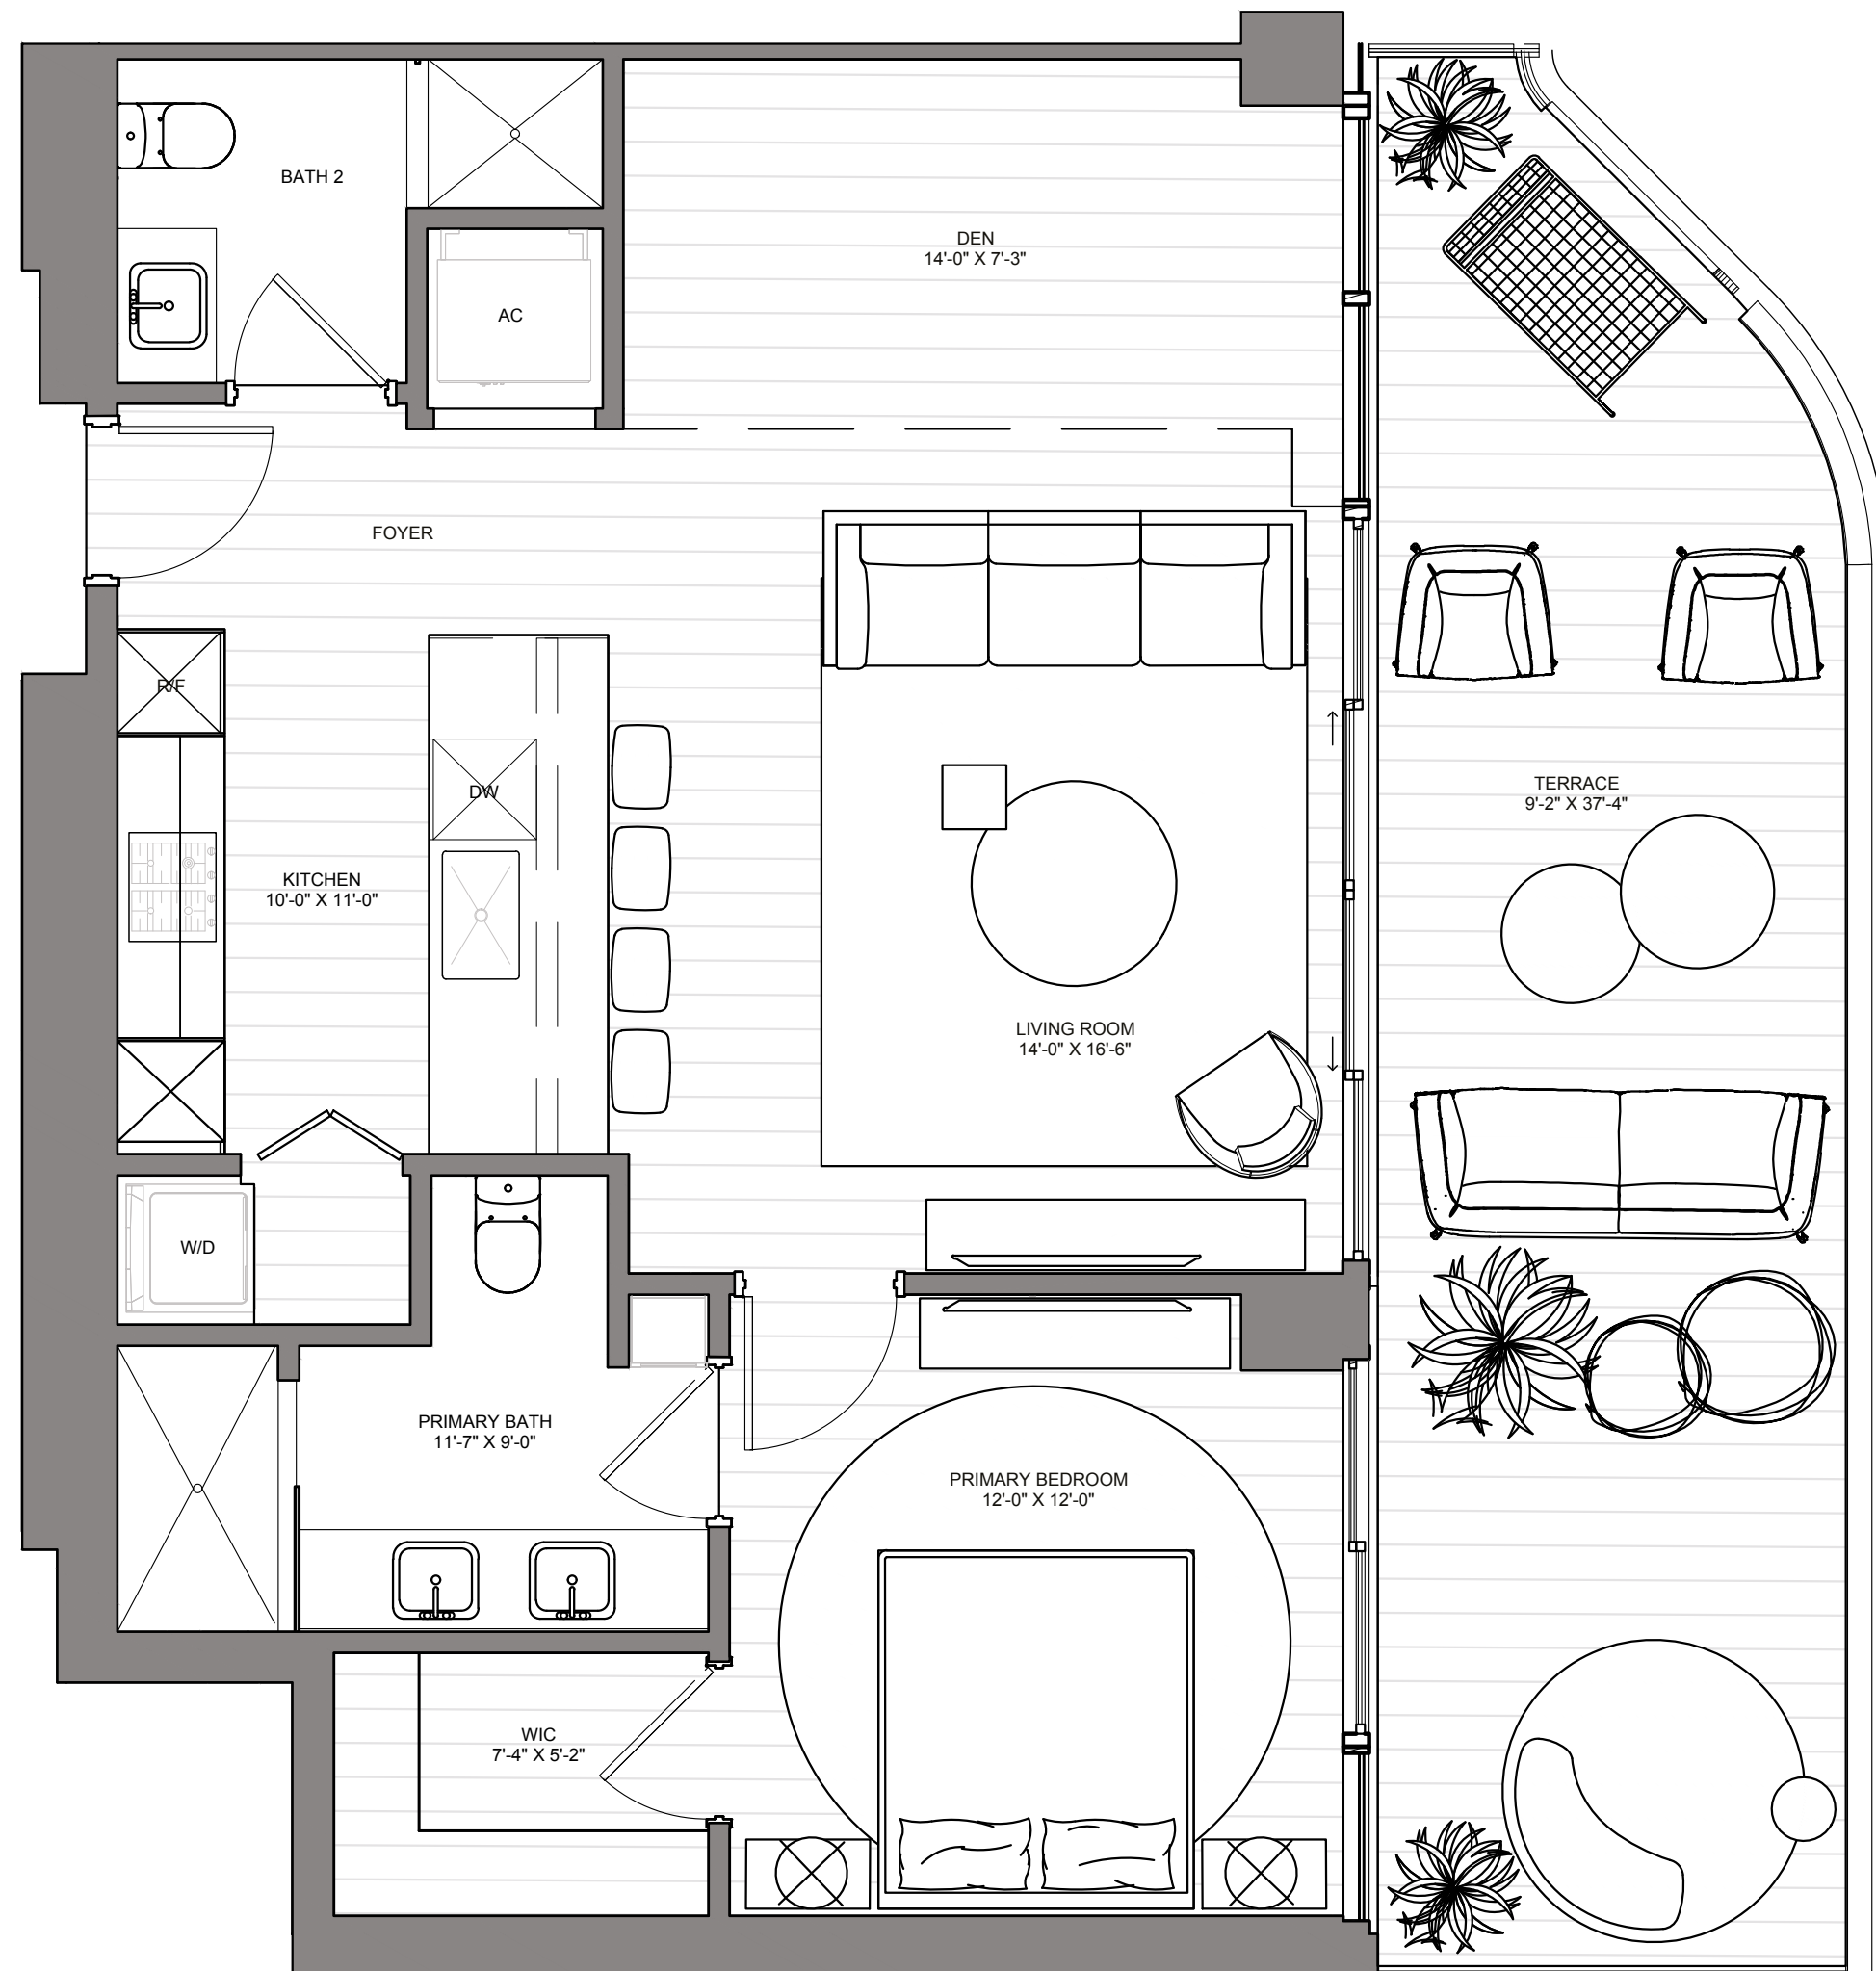 BATH 2
DEN
14'-0" X 7'-3"
AC
FOYER
R/F
DW
TERRACE
9'-2" X 37'-4"
KITCHEN
10'-0" X 11'-0"
LIVING ROOM
14'-0" X 16'-6"
W/D
PRIMARY BATH
11'-7" X 9'-0"
PRIMARY BEDROOM
12'-0" X 12'-0"
WIC
7'-4" X 5'-2"